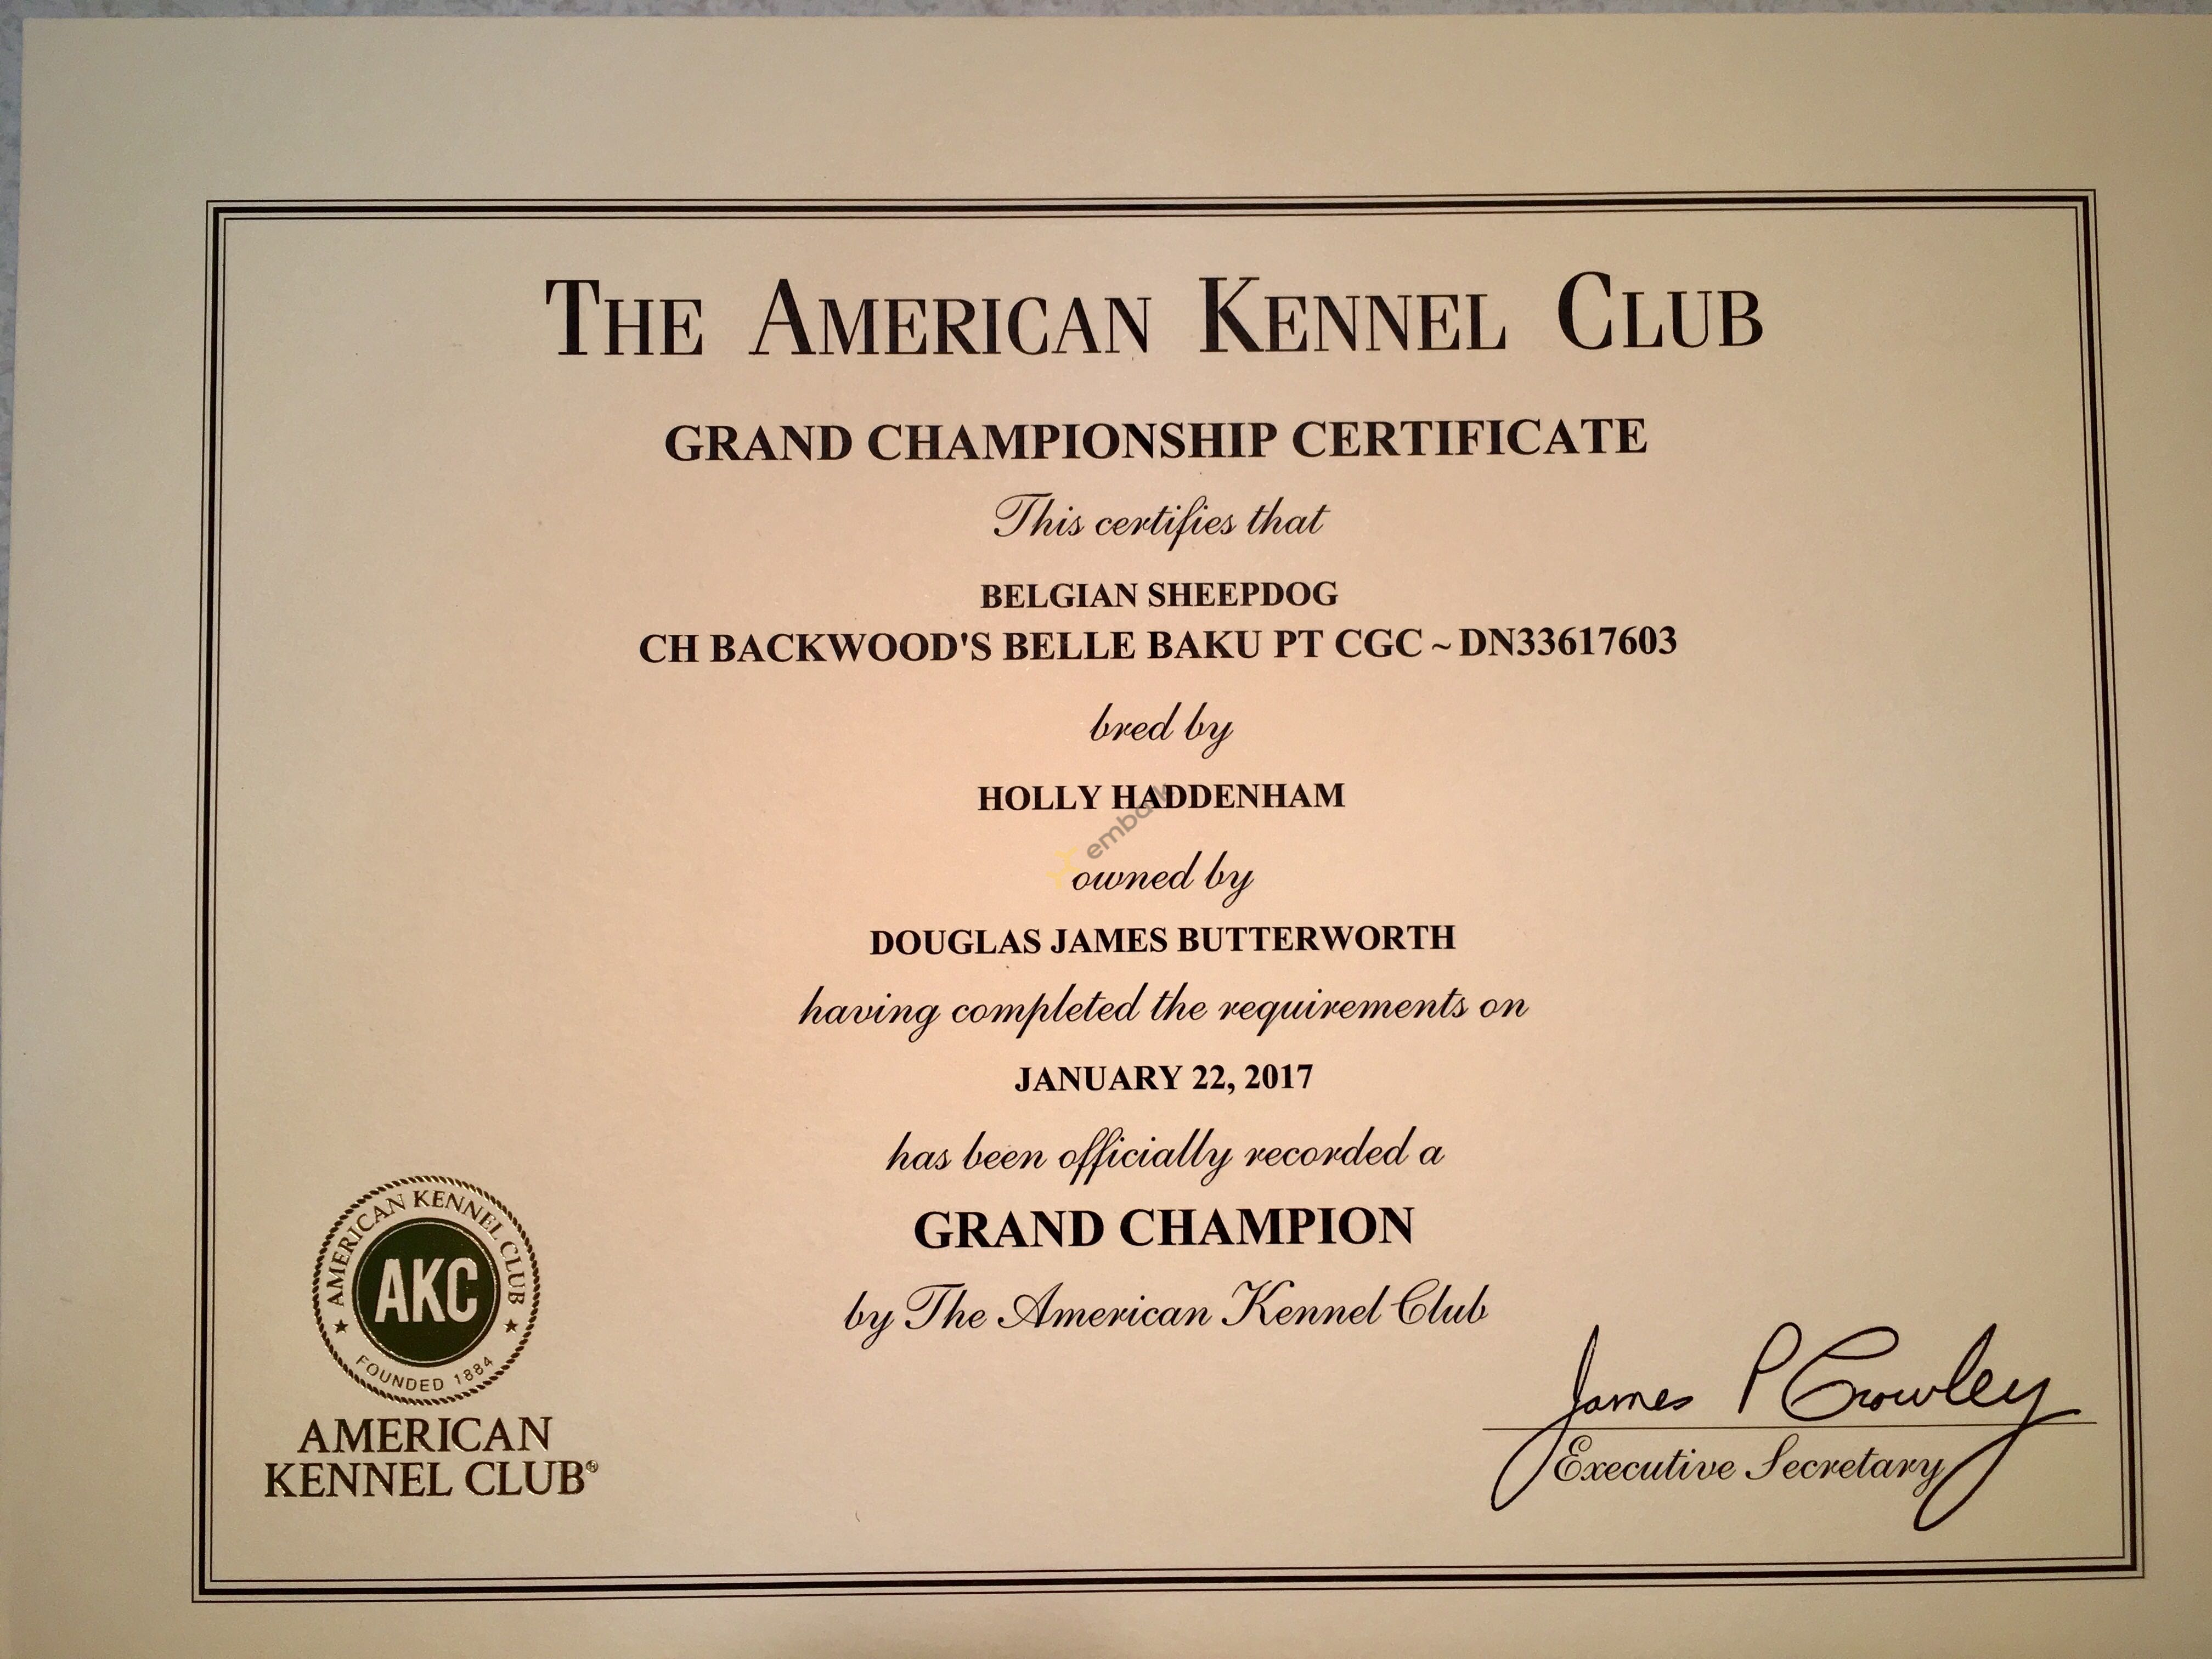 THE AMERICAN KENNEL CLUB
GRAND CHAMPIONSHIP CERTIFICATE
This certifies that
BELGIAN SHEEPDOG
CH BACKWOOD'S BELLE BAKU PT CGC ~ DN33617603
bred by
HOLLY HADDENHAM
embark
owned by
DOUGLAS JAMES BUTTERWORTH
having completed the requirements on
JANUARY 22, 2017
has been officially recorded a
GRAND CHAMPION
by The American Kennel Club
AMERICAN KENNEL CLUB
AKC
FOUNDED 1884
AMERICAN
KENNEL CLUB®
James P Crowley
Executive Secretary